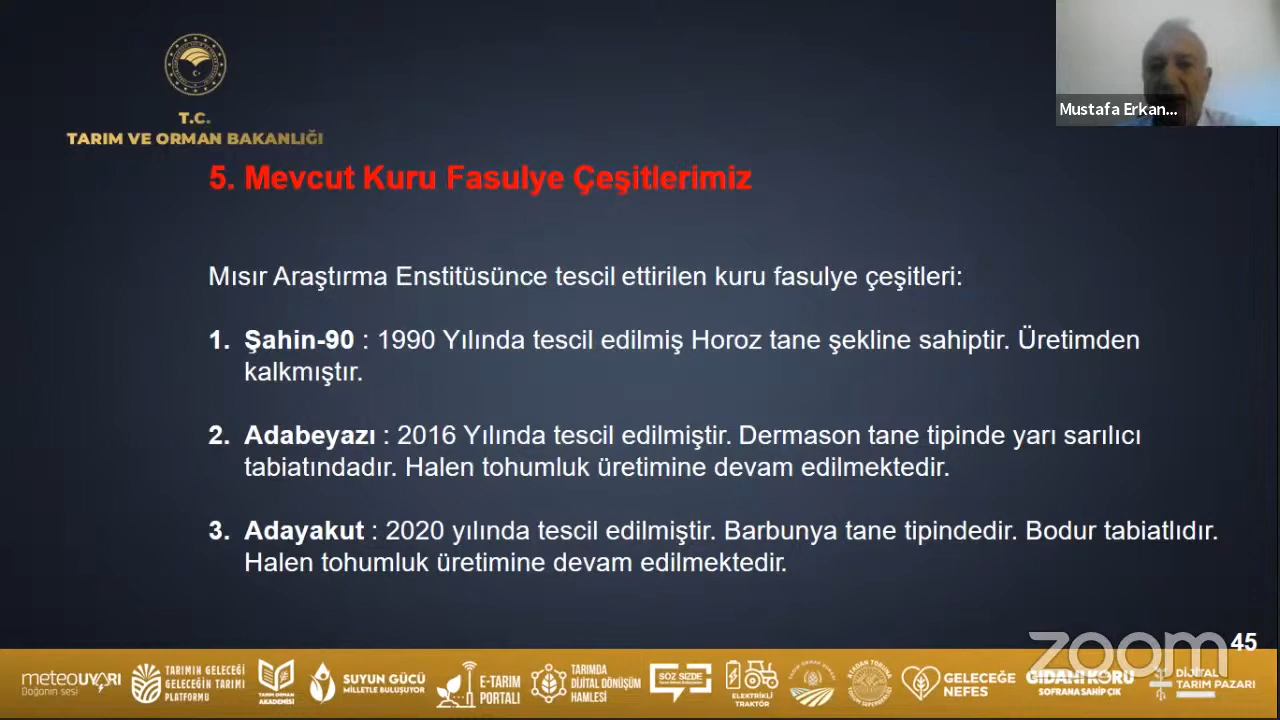 T.C.
TARIM VE ORMAN BAKANLIĞI
Mustafa Erkan...
5. Mevcut Kuru Fasulye Çeşitlerimiz
Mısır Araştırma Enstitüsünce tescil ettirilen kuru fasulye çeşitleri:
1. Şahin-90 : 1990 Yılında tescil edilmiş Horoz tane şekline sahiptir. Üretimden
kalkmıştır.
2. Adabeyazı : 2016 Yılında tescil edilmiştir. Dermason tane tipinde yarı sarılıcı
tabiatındadır. Halen tohumluk üretimine devam edilmektedir.
3. Adayakut : 2020 yılında tescil edilmiştir. Barbunya tane tipindedir. Bodur tabiatlıdır.
Halen tohumluk üretimine devam edilmektedir.
45
zoom
meteoUYARI
Doğanın sesi
TARIMIN GELECEĞİ
GELECEĞİN TARIMI
PLATFORMU
TARIM ORMAN
AKADEMİSİ
SUYUN GÜCÜ
MİLLETLE BULUŞUYOR
E-TARIM
PORTALI
TARIMDA
DİJİTAL DÖNÜŞÜM
HAMLESİ
SÖZ SİZDE
ELEKTRİKLİ
TRAKTÖR
GELECEĞE
NEFES
GIDANI KORU
SOFRANA SAHİP ÇIK
DİJİTAL
TARIM PAZARI